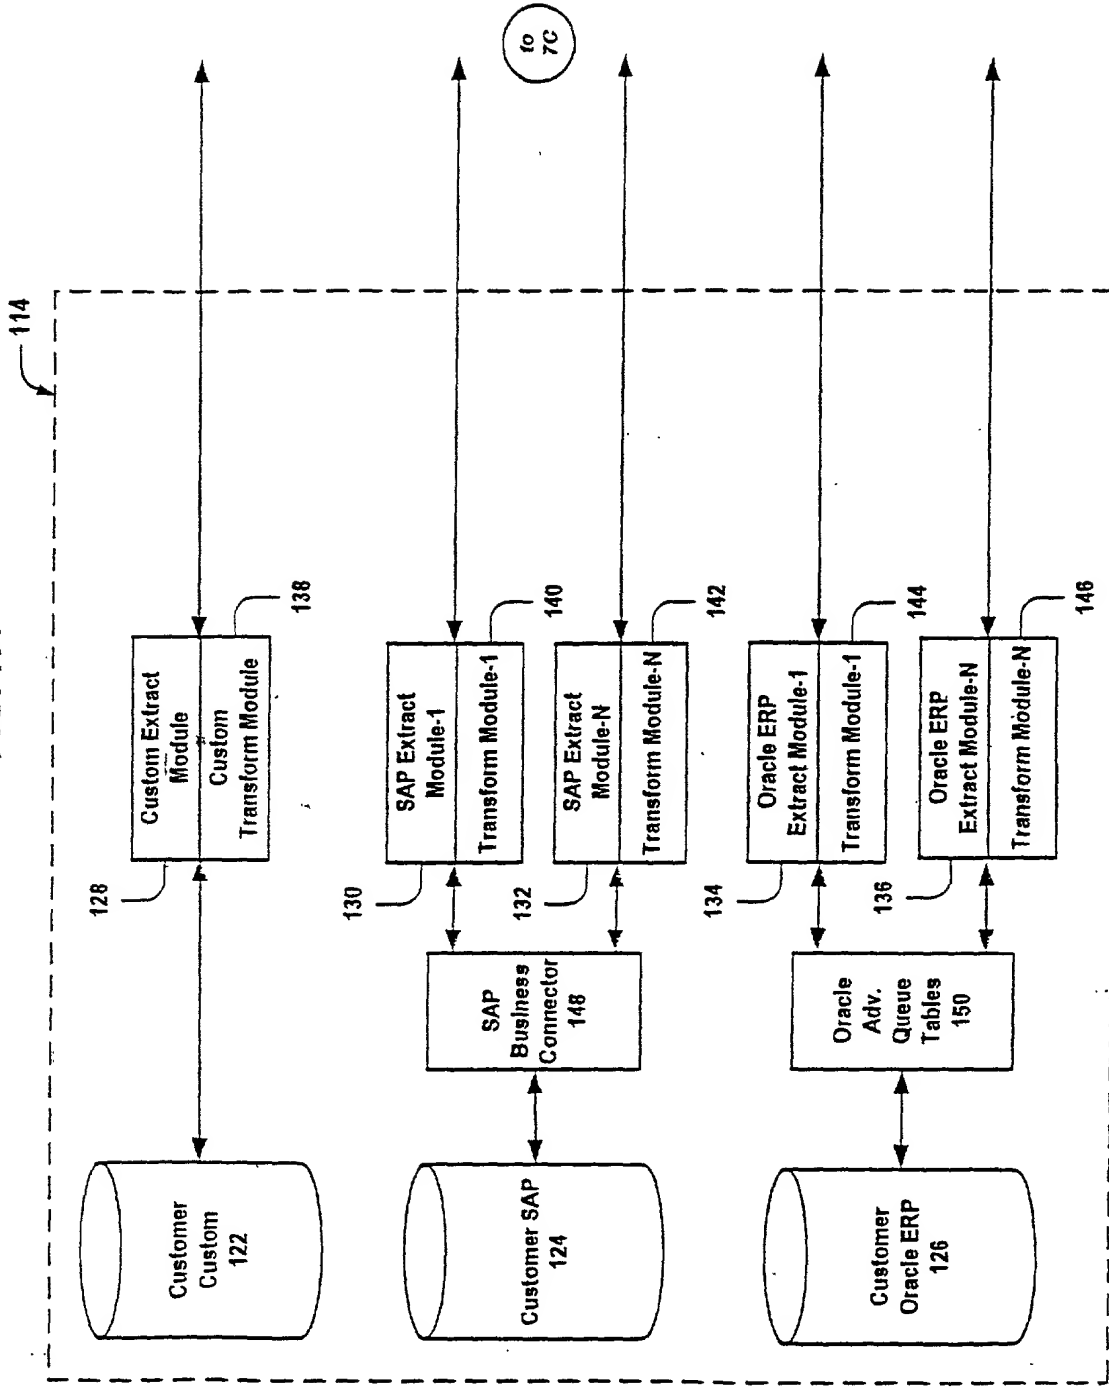 114
to
7C
Custom Extract
Module
Custom
Transform Module
128
138
SAP Extract
Module-1
Transform Module-1
130
140
SAP Extract
Module-N
Transform Module-N
132
142
Oracle ERP
Extract Module-1
Transform Module-1
134
144
Oracle ERP
Extract Module-N
Transform Module-N
136
146
SAP
Business
Connector
148
Oracle
Adv.
Queue
Tables
150
Customer
Custom
122
Customer SAP
124
Customer
Oracle ERP
126